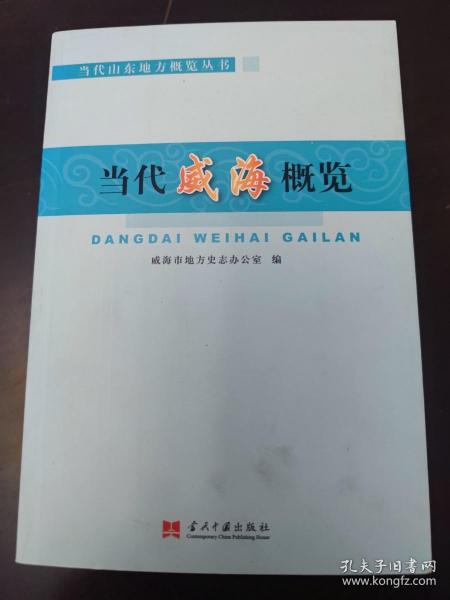 当代山东地方概览丛书
当代威海概览
DANGDAI WEIHAI GAILAN
威海市地方史志办公室 编
当代中国出版社
Contemporary China Publishing House
孔夫子旧书网
www.kongfz.com